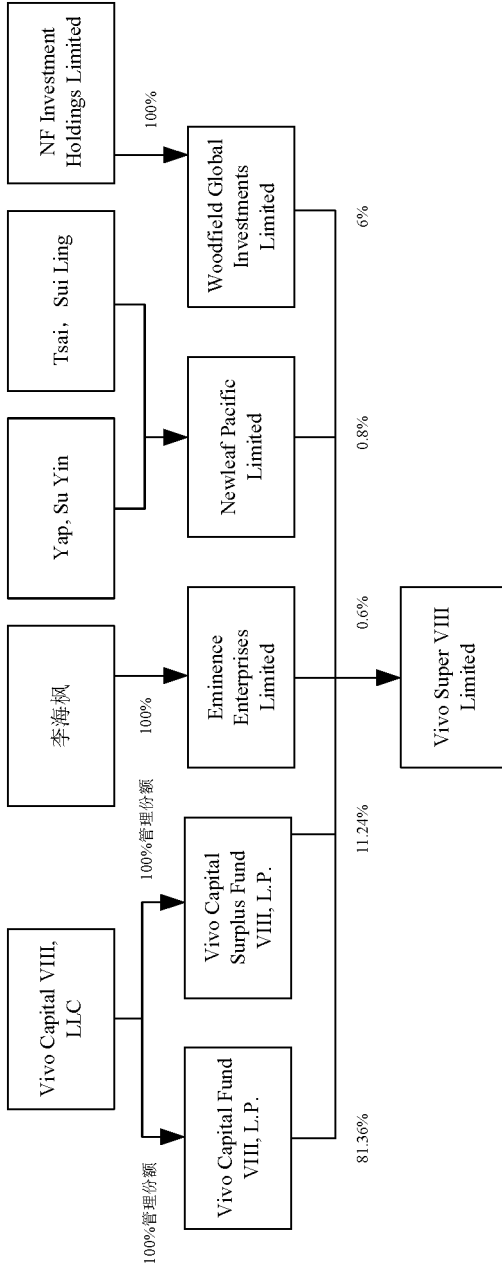 Vivo Capital VIII,
LLC
李海枫
Yap, Su Yin
Tsai, Sui Ling
NF Investment
Holdings Limited
100%管理份额
100%管理份额
100%
100%
Vivo Capital Fund
VIII, L.P.
Vivo Capital
Surplus Fund
VIII, L.P.
Eminence
Enterprises
Limited
Newleaf Pacific
Limited
Woodfield Global
Investments
Limited
81.36%
11.24%
0.6%
0.8%
6%
Vivo Super VIII
Limited